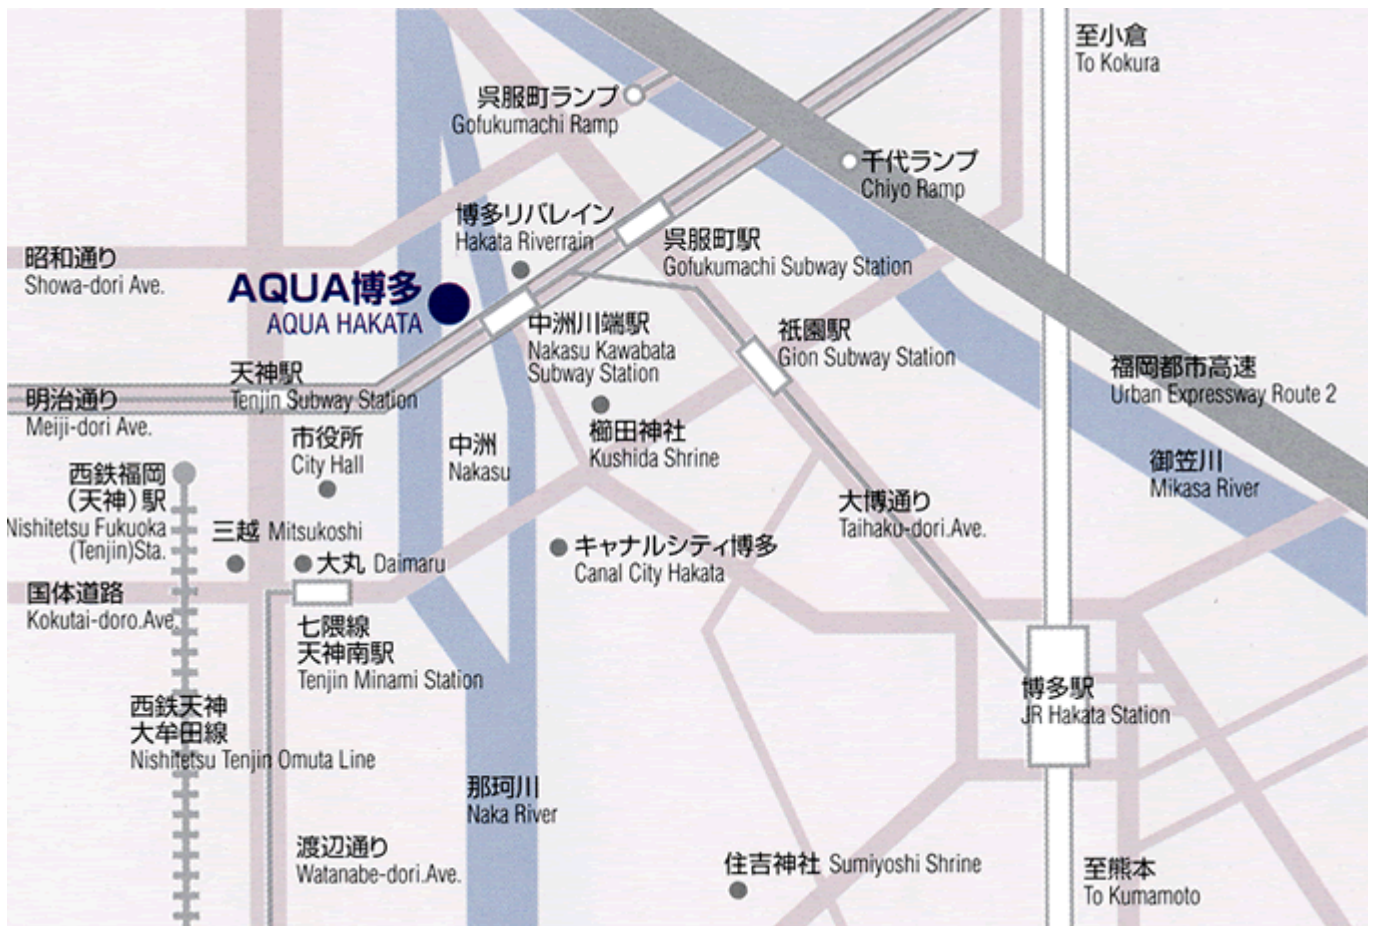 至小倉
To Kokura
呉服町ランプ
Gofukumachi Ramp
千代ランプ
Chiyo Ramp
博多リバレイン
Hakata Riverrain
呉服町駅
Gofukumachi Subway Station
昭和通り
Showa-dori Ave.
AQUA博多
AQUA HAKATA
中洲川端駅
Nakasu Kawabata
Subway Station
祇園駅
Gion Subway Station
福岡都市高速
Urban Expressway Route 2
天神駅
Tenjin Subway Station
明治通り
Meiji-dori Ave.
市役所
City Hall
中洲
Nakasu
櫛田神社
Kushida Shrine
御笠川
Mikasa River
西鉄福岡
(天神)駅
Nishitetsu Fukuoka
(Tenjin)Sta.
大博通り
Taihaku-dori.Ave.
三越 Mitsukoshi
大丸 Daimaru
キャナルシティ博多
Canal City Hakata
国体道路
Kokutai-doro.Ave.
七隈線
天神南駅
Tenjin Minami Station
博多駅
JR Hakata Station
西鉄天神
大牟田線
Nishitetsu Tenjin Omuta Line
那珂川
Naka River
渡辺通り
Watanabe-dori.Ave.
住吉神社 Sumiyoshi Shrine
至熊本
To Kumamoto